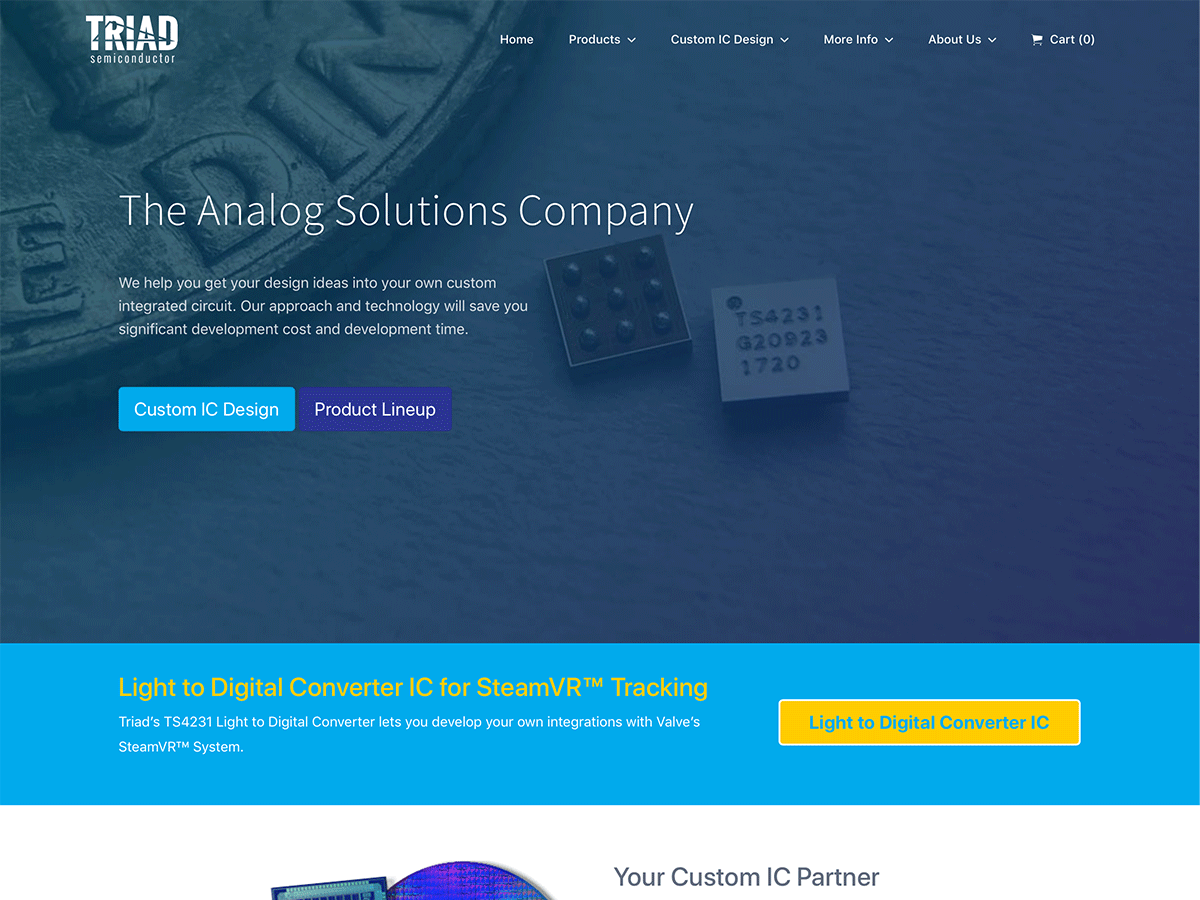 TRIAD
semiconductor
Home
Products
Custom IC Design
More Info
About Us
Cart (0)
E DIM
The Analog Solutions Company
We help you get your design ideas into your own custom
integrated circuit. Our approach and technology will save you
significant development cost and development time.
TS4231
G20923
1720
Custom IC Design
Product Lineup
Light to Digital Converter IC for SteamVR™ Tracking
Triad's TS4231 Light to Digital Converter lets you develop your own integrations with Valve's
SteamVR™ System.
Light to Digital Converter IC
Your Custom IC Partner